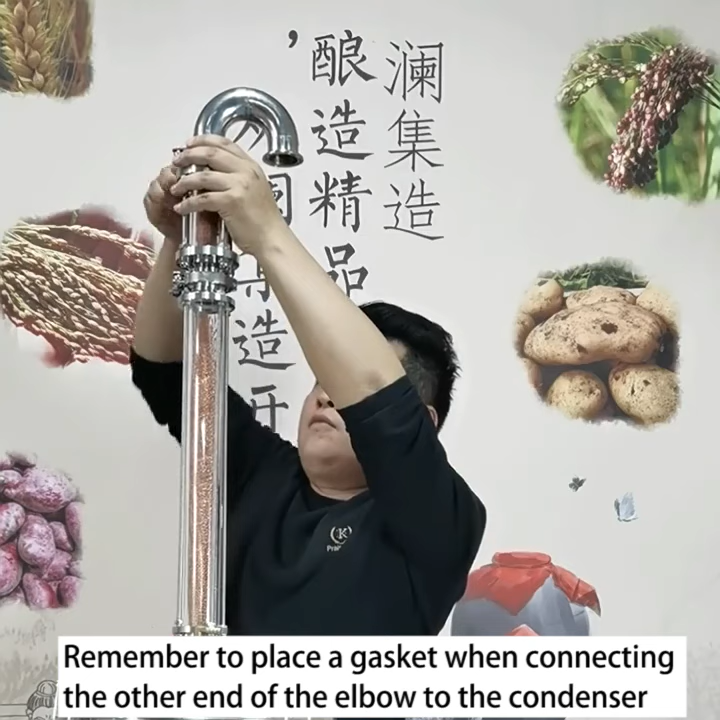 澜集造
酿造精品
，
造
K
Remember to place a gasket when connecting
the other end of the elbow to the condenser